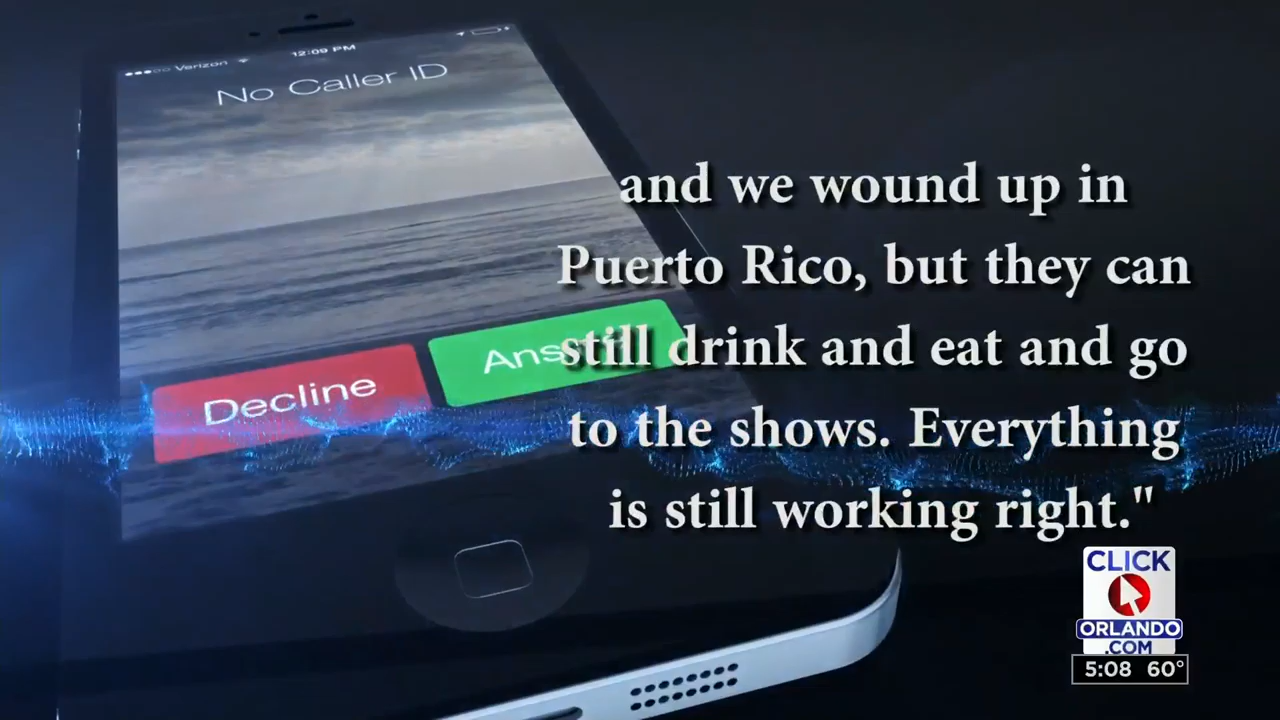 12:09 PM
Verizon
No Caller ID
and we wound up in
Puerto Rico, but they can
still drink and eat and go
to the shows. Everything
is still working right."
Decline
CLICK
ORLANDO
.COM
5:08 60°